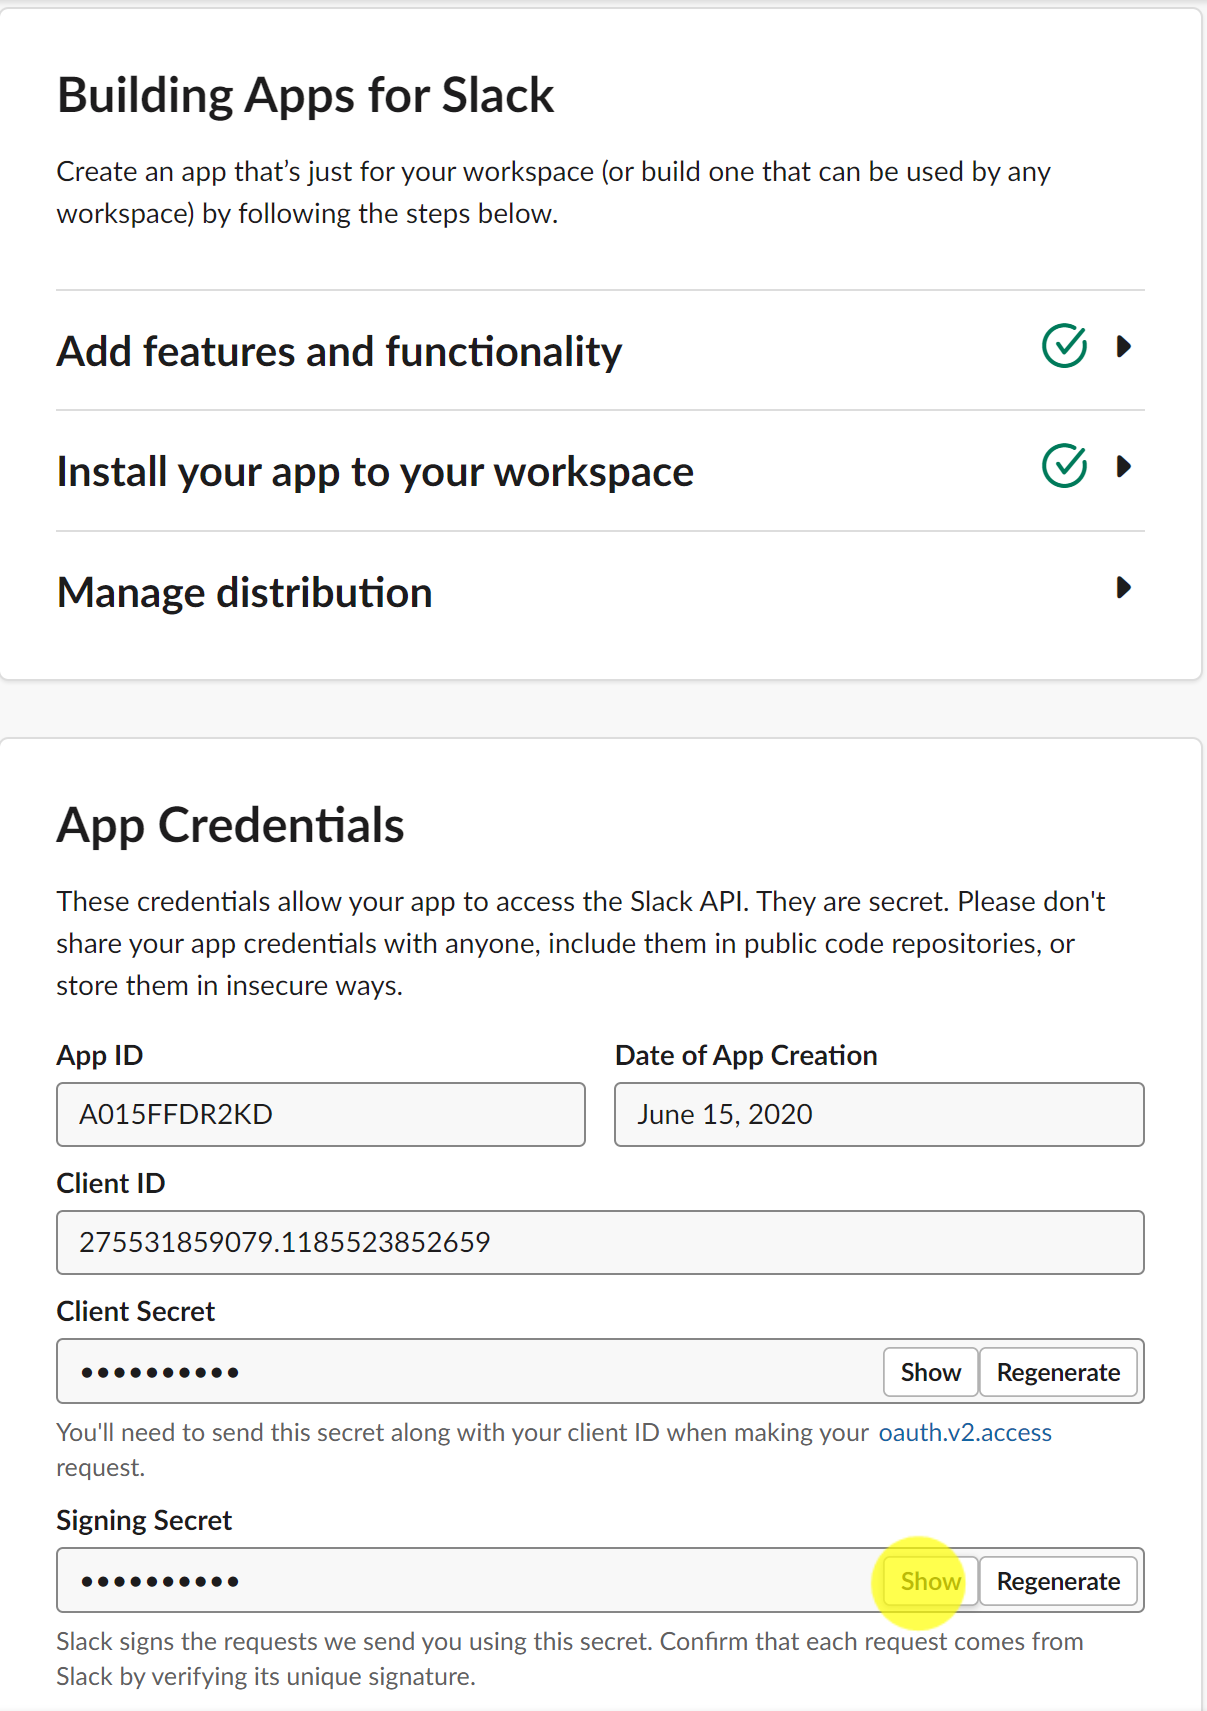 Building Apps for Slack
Create an app that’s just for your workspace (or build one that can be used by any
workspace) by following the steps below.
Add features and functionality
Install your app to your workspace
Manage distribution
App Credentials
These credentials allow your app to access the Slack API. They are secret. Please don't
share your app credentials with anyone, include them in public code repositories, or
store them in insecure ways.
App ID
Date of App Creation
A015FFDR2KD
June 15, 2020
Client ID
275531859079.1185523852659
Client Secret
•••••••••• Show Regenerate
You'll need to send this secret along with your client ID when making your oauth.v2.access
request.
Signing Secret
•••••••••• Show Regenerate
Slack signs the requests we send you using this secret. Confirm that each request comes from
Slack by verifying its unique signature.